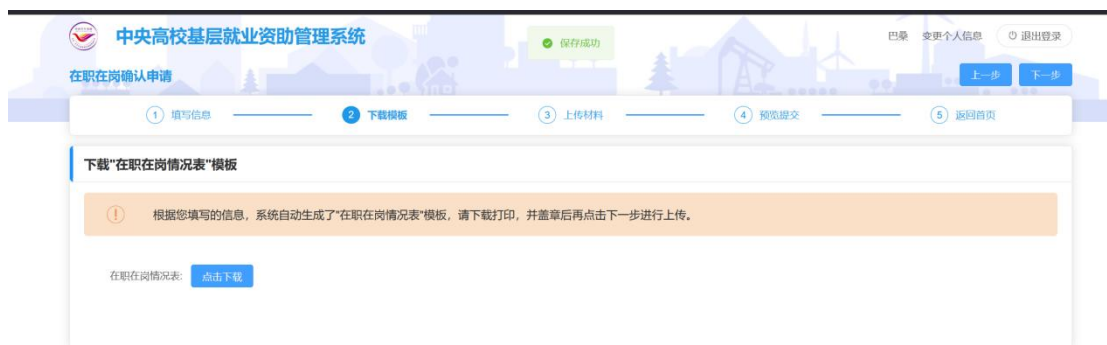 中央高校基层就业资助管理系统
保存成功
巴桑 变更个人信息 退出登录
在职在岗确认申请
上一步 下一步
1 填写信息 2 下载模板 3 上传材料 4 预览提交 5 返回首页
下载"在职在岗情况表"模板
根据您填写的信息，系统自动生成了"在职在岗情况表"模板，请下载打印，并盖章后再点击下一步进行上传。
在职在岗情况表: 点击下载